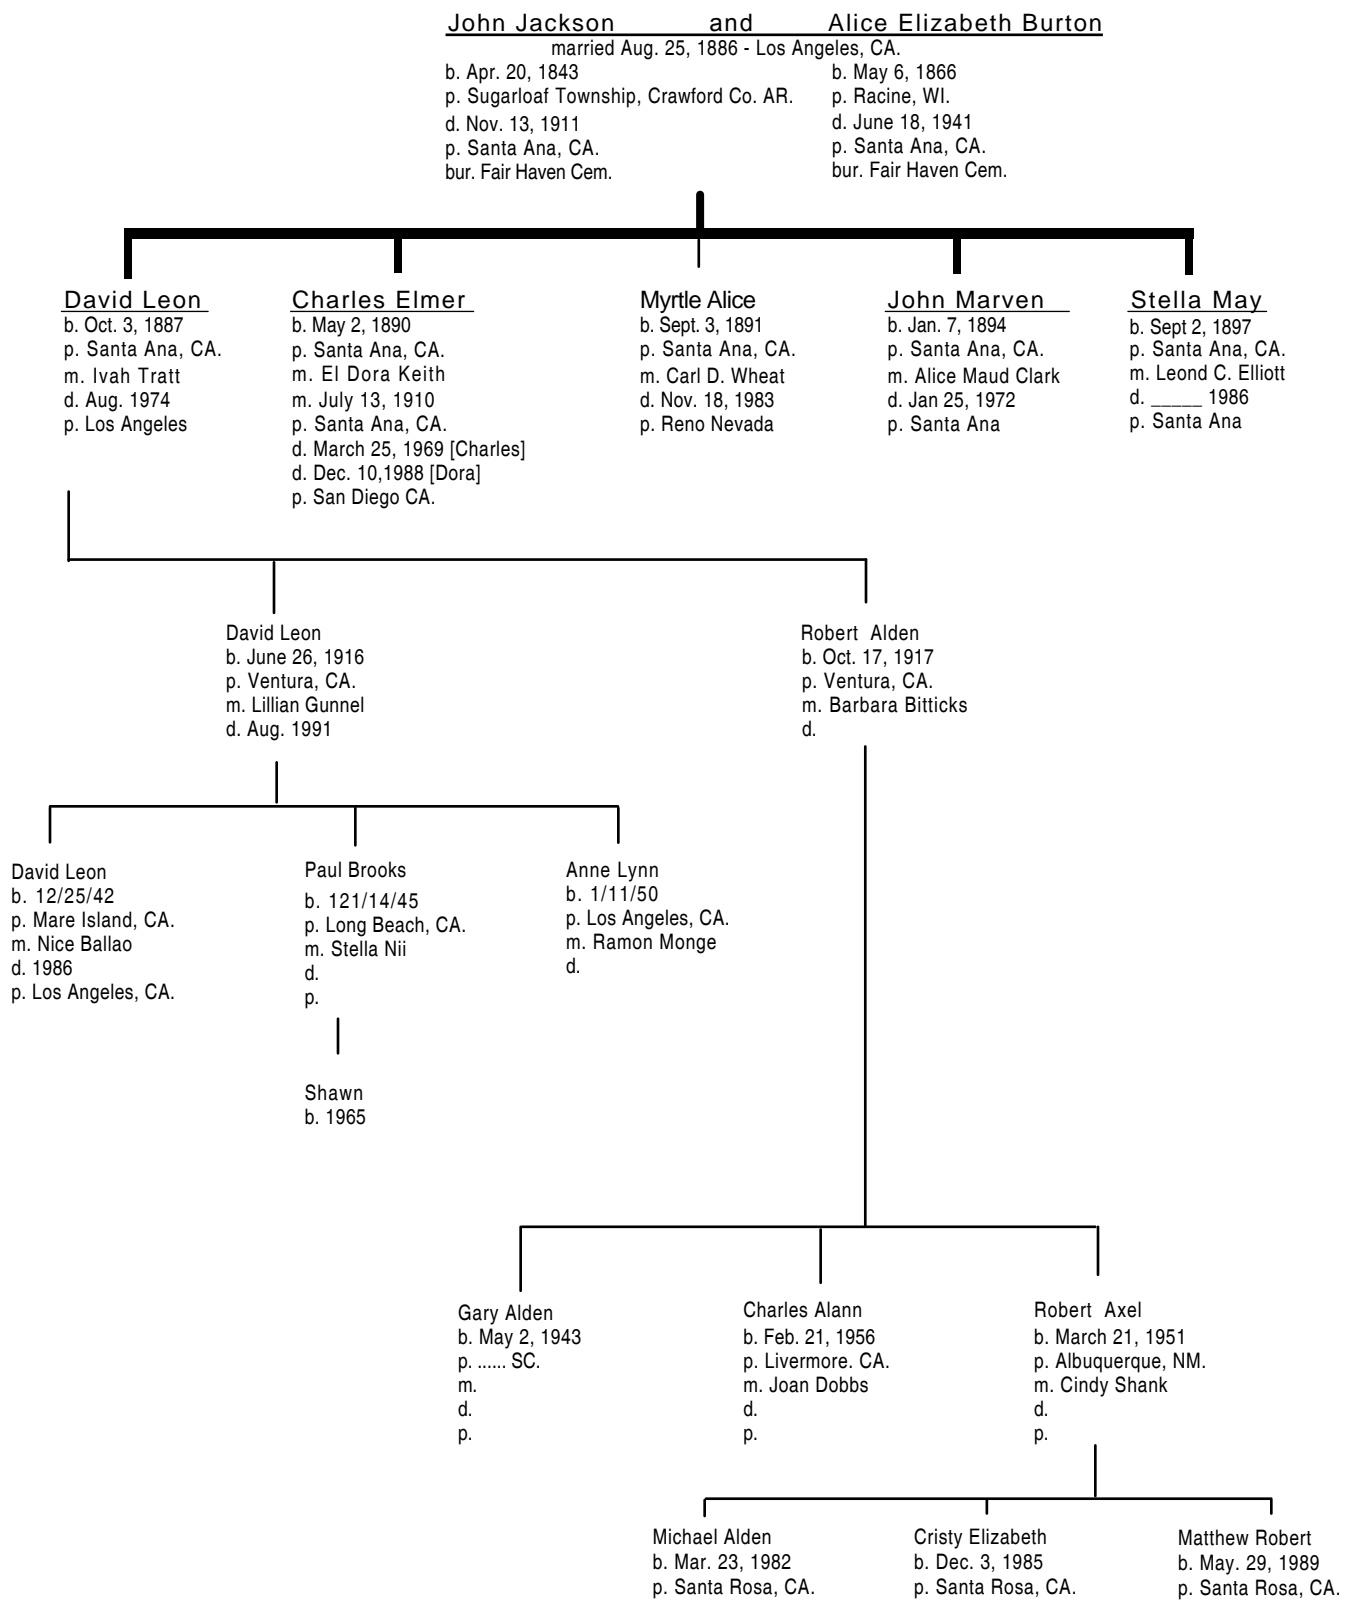 John Jackson and Alice Elizabeth Burton
married Aug. 25, 1886 - Los Angeles, CA.
b. Apr. 20, 1843
p. Sugarloaf Township, Crawford Co. AR.
d. Nov. 13, 1911
p. Santa Ana, CA.
bur. Fair Haven Cem.
b. May 6, 1866
p. Racine, WI.
d. June 18, 1941
p. Santa Ana, CA.
bur. Fair Haven Cem.
David Leon
b. Oct. 3, 1887
p. Santa Ana, CA.
m. Ivah Tratt
d. Aug. 1974
p. Los Angeles
Charles Elmer
b. May 2, 1890
p. Santa Ana, CA.
m. El Dora Keith
m. July 13, 1910
p. Santa Ana, CA.
d. March 25, 1969 [Charles]
d. Dec. 10,1988 [Dora]
p. San Diego CA.
Myrtle Alice
b. Sept. 3, 1891
p. Santa Ana, CA.
m. Carl D. Wheat
d. Nov. 18, 1983
p. Reno Nevada
John Marven
b. Jan. 7, 1894
p. Santa Ana, CA.
m. Alice Maud Clark
d. Jan 25, 1972
p. Santa Ana
Stella May
b. Sept 2, 1897
p. Santa Ana, CA.
m. Leond C. Elliott
d. _____ 1986
p. Santa Ana
David Leon
b. June 26, 1916
p. Ventura, CA.
m. Lillian Gunnel
d. Aug. 1991
Robert Alden
b. Oct. 17, 1917
p. Ventura, CA.
m. Barbara Bitticks
d.
David Leon
b. 12/25/42
p. Mare Island, CA.
m. Nice Ballao
d. 1986
p. Los Angeles, CA.
Paul Brooks
b. 121/14/45
p. Long Beach, CA.
m. Stella Nii
d.
p.
Anne Lynn
b. 1/11/50
p. Los Angeles, CA.
m. Ramon Monge
d.
Shawn
b. 1965
Gary Alden
b. May 2, 1943
p. ...... SC.
m.
d.
p.
Charles Alann
b. Feb. 21, 1956
p. Livermore. CA.
m. Joan Dobbs
d.
p.
Robert Axel
b. March 21, 1951
p. Albuquerque, NM.
m. Cindy Shank
d.
p.
Michael Alden
b. Mar. 23, 1982
p. Santa Rosa, CA.
Cristy Elizabeth
b. Dec. 3, 1985
p. Santa Rosa, CA.
Matthew Robert
b. May. 29, 1989
p. Santa Rosa, CA.